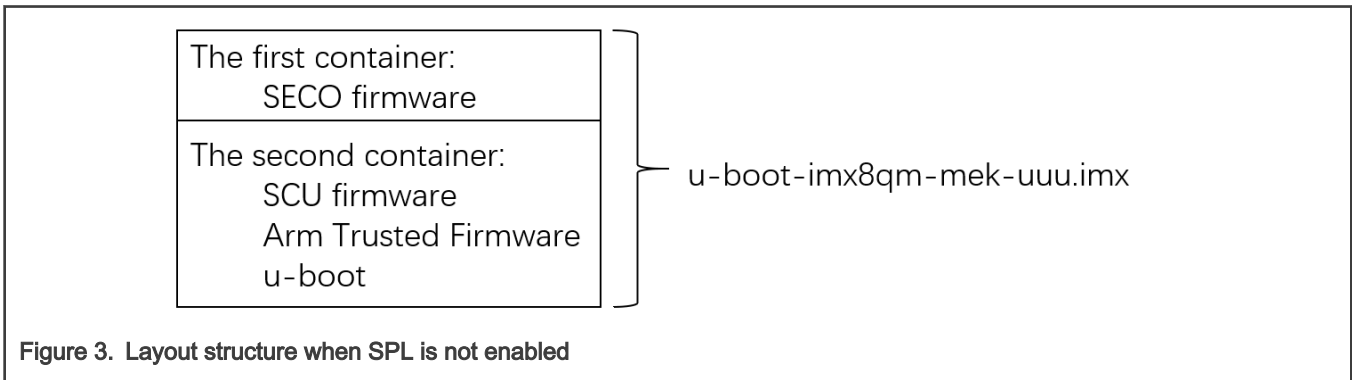 The first container:
SECO firmware
The second container:
SCU firmware
Arm Trusted Firmware
u-boot
u-boot-imx8qm-mek-uuu.imx
Figure 3. Layout structure when SPL is not enabled